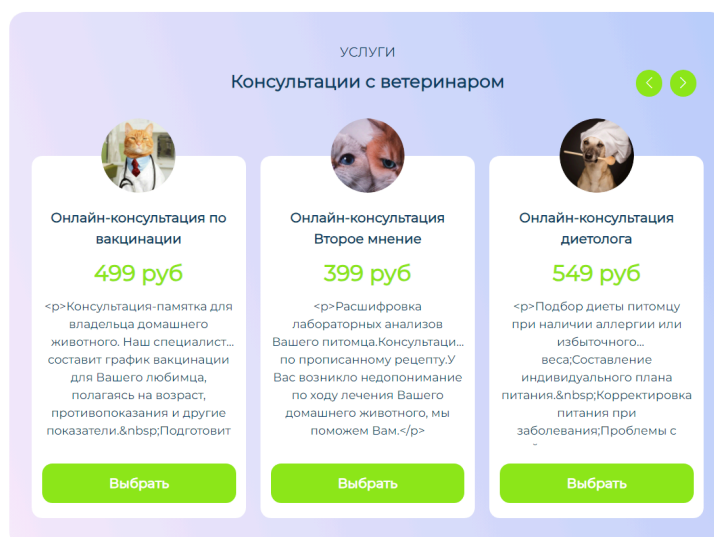 УСЛУГИ
Консультации с ветеринаром
Онлайн-консультация по
вакцинации
499 руб
<p>Консультация-памятка для
владельца домашнего
животного. Наш специалист...
составит график вакцинации
для Вашего любимца,
полагаясь на возраст,
противопоказания и другие
показатели.&nbsp;Подготовит
Выбрать
Онлайн-консультация
Второе мнение
399 руб
<p>Расшифровка
лабораторных анализов
Вашего питомца.Консультаци...
по прописанному рецепту.У
Вас возникло недопонимание
по ходу лечения Вашего
домашнего животного, мы
поможем Вам.</p>
Выбрать
Онлайн-консультация
диетолога
549 руб
<p>Подбор диеты питомцу
при наличии аллергии или
избыточного...
веса;Составление
индивидуального плана
питания.&nbsp;Корректировка
питания при
заболевания;Проблемы с
Выбрать